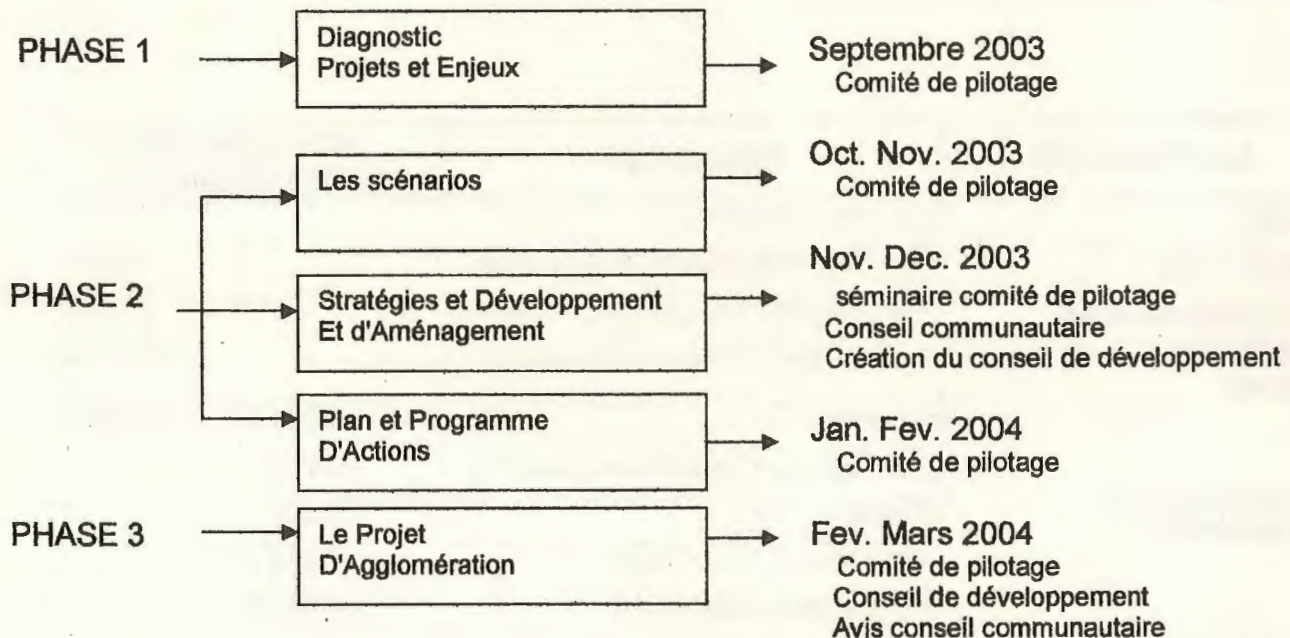 PHASE 1
Diagnostic
Projets et Enjeux
Septembre 2003
Comité de pilotage
Les scénarios
Oct. Nov. 2003
Comité de pilotage
PHASE 2
Stratégies et Développement
Et d'Aménagement
Nov. Dec. 2003
séminaire comité de pilotage
Conseil communautaire
Création du conseil de développement
Plan et Programme
D'Actions
Jan. Fev. 2004
Comité de pilotage
PHASE 3
Le Projet
D'Agglomération
Fev. Mars 2004
Comité de pilotage
Conseil de développement
Avis conseil communautaire